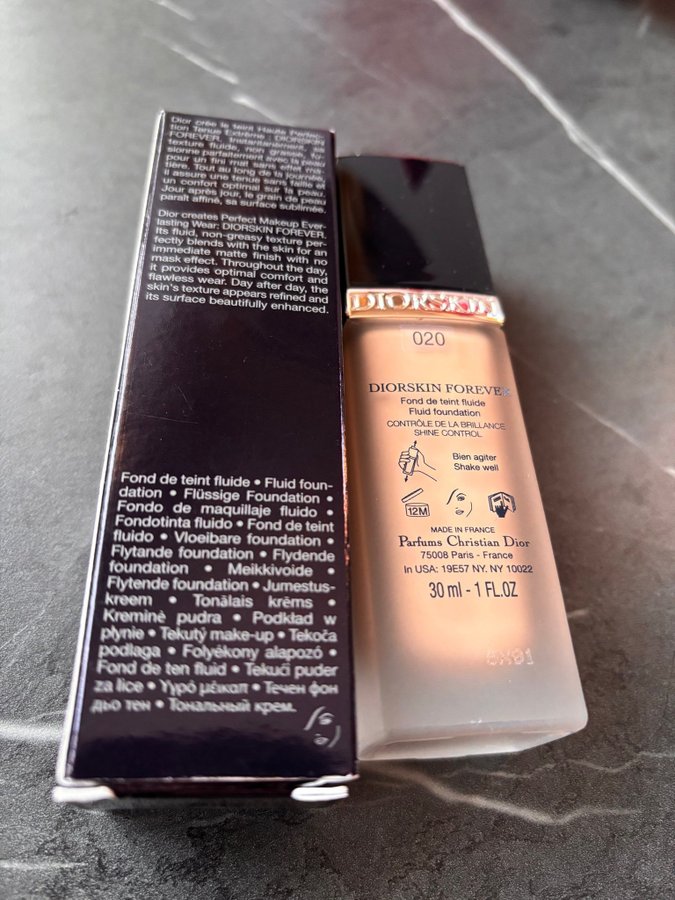 Dior crée le teint Haute Perfec-
tion Tenue Extrême : DIORSKIN
FOREVER. Instantanément, sa
texture fluide, non grasse, fu-
sionne parfaitement avec la peau
pour un fini mat sans effet ma-
tière. Tout au long de la journée,
il assure une tenue sans faille et
un confort optimal sur la peau.
Jour après jour, le grain de peau
paraît affiné, sa surface sublimée.
Dior creates Perfect Makeup Ever-
lasting Wear: DIORSKIN FOREVER.
Its fluid, non-greasy texture per-
fectly blends with the skin for an
immediate matte finish with no
mask effect. Throughout the day,
it provides optimal comfort and
flawless wear. Day after day, the
skin's texture appears refined and
its surface beautifully enhanced.
Fond de teint fluide • Fluid foun-
dation • Flüssige Foundation •
Fondo de maquillaje fluido •
Fondotinta fluido • Fond de teint
fluido • Vloeibare foundation •
Flytande foundation • Flydende
foundation • Meikkivoide •
Flytende foundation • Jumestus-
kreem • Tonālais krēms •
Kreminė pudra • Podkład w
płynie • Tekutý make-up • Tekoča
podlaga • Folyékony alapozó •
Fond de ten fluid • Tekući puder
za lice • Υγρό μέικαπ • Течен фон
дьо тен • Тональный крем.
DIORSKIN
020
DIORSKIN FOREVER
Fond de teint fluide
Fluid foundation
CONTRÔLE DE LA BRILLANCE
SHINE CONTROL
Bien agiter
Shake well
12M
MADE IN FRANCE
Parfums Christian Dior
75008 Paris - France
In USA: 19E57 NY. NY 10022
30 ml - 1 FL.OZ